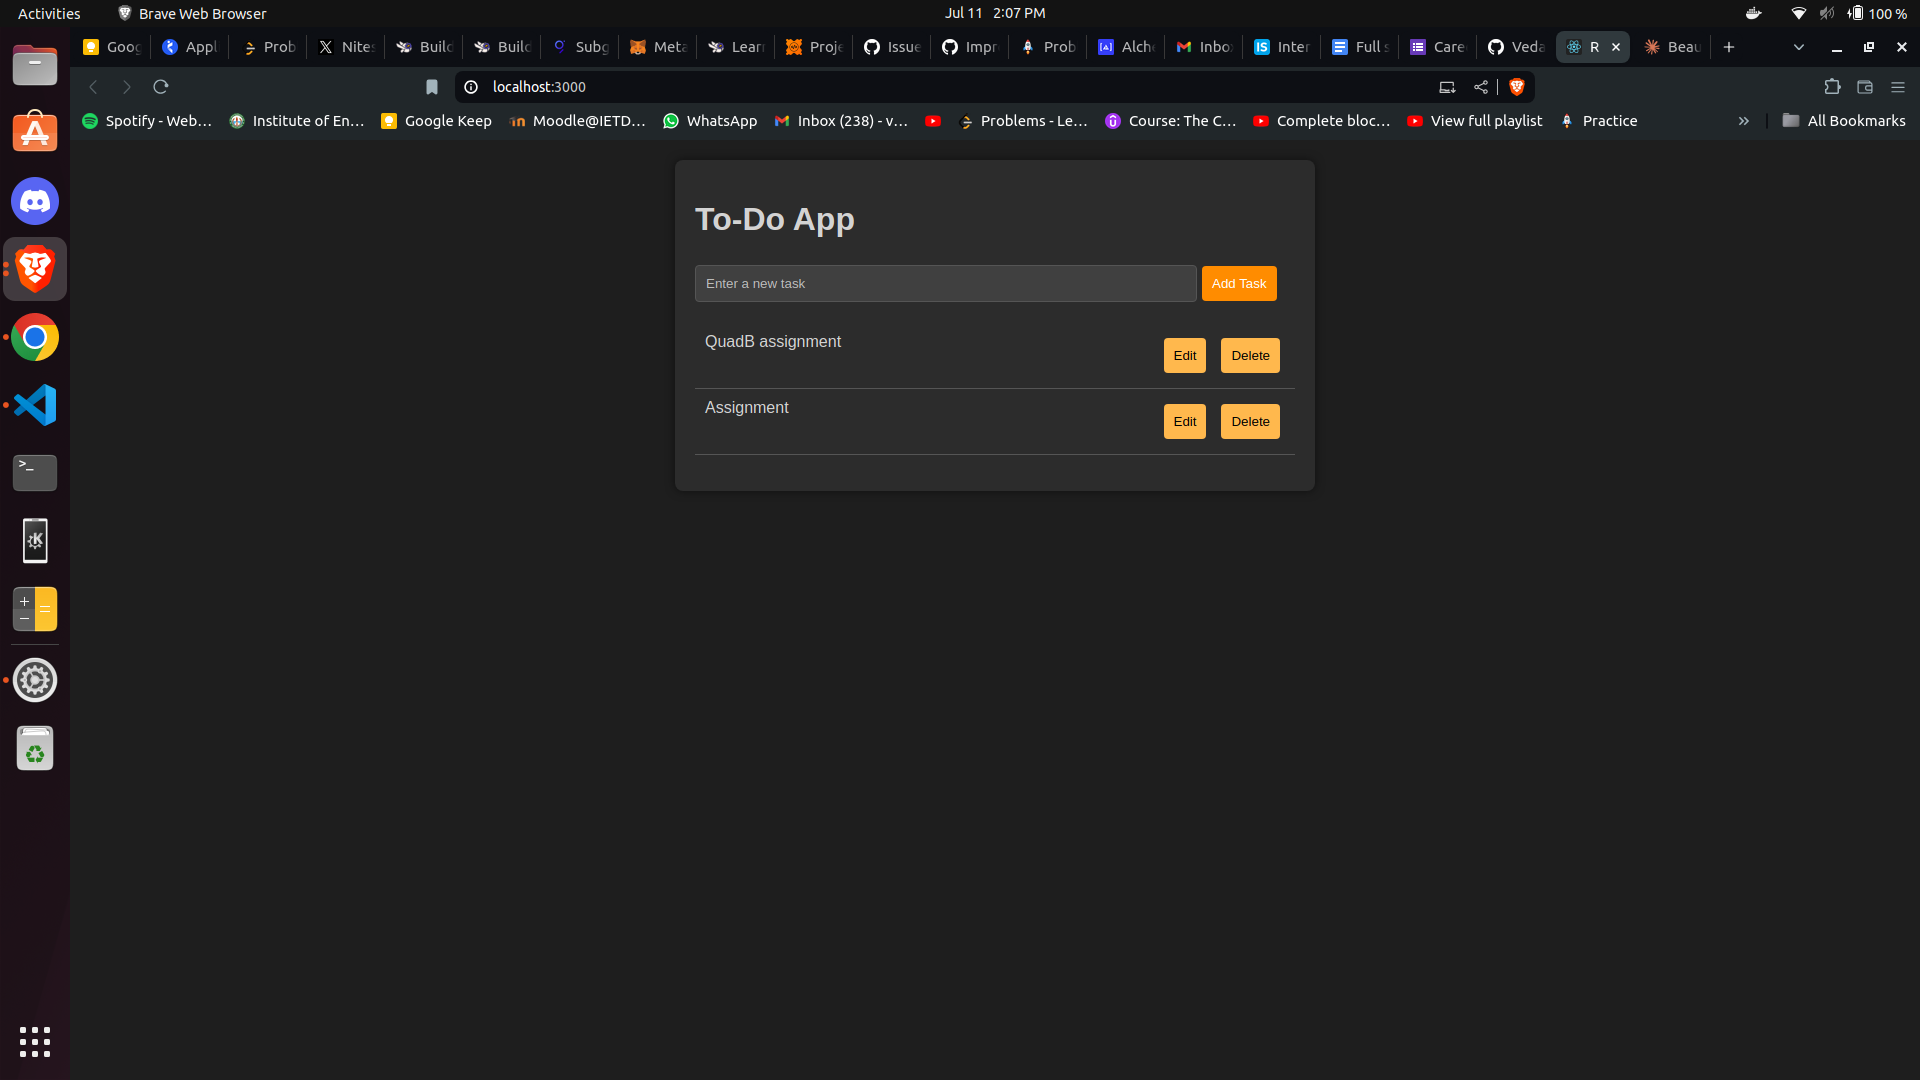 Activities Brave Web Browser Jul 11 2:07 PM 100 %
Goog Appl Prob Nites Build Build Subg Meta Lear Proje Issue Impr Prob Alche Inbo Inter Full s Care Veda R Beau
localhost:3000
Spotify - Web... Institute of En... Google Keep Moodle@IETD... WhatsApp Inbox (238) - v... Problems - Le... Course: The C... Complete bloc... View full playlist Practice » All Bookmarks
To-Do App
Enter a new task Add Task
QuadB assignment Edit Delete
Assignment Edit Delete